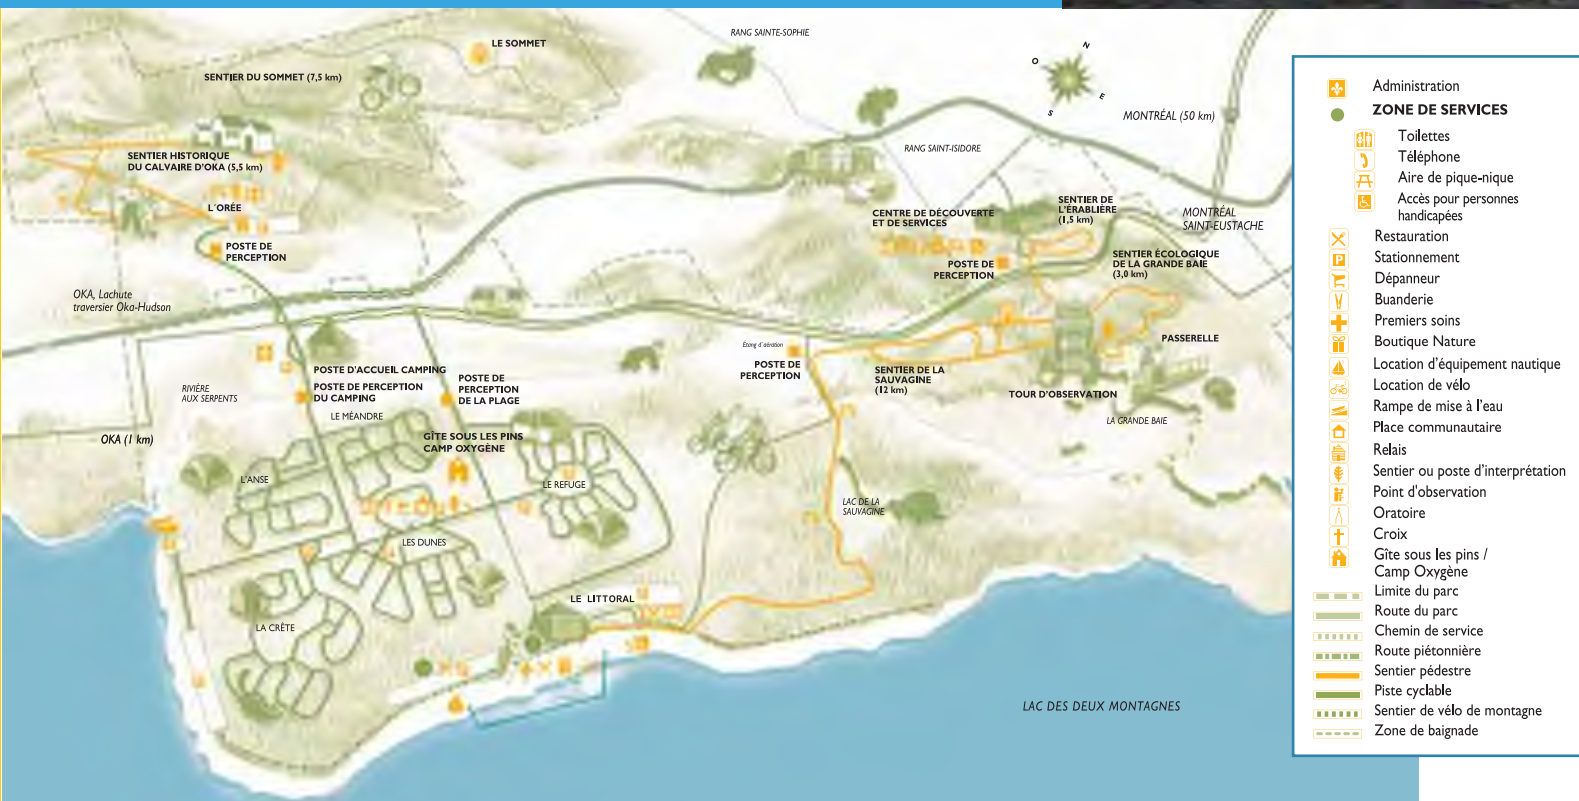 LE SOMMET
RANG SAINTE-SOPHIE
SENTIER DU SOMMET (7,5 km)
N
O
E
S
MONTRÉAL (50 km)
SENTIER HISTORIQUE
DU CALVAIRE D'OKA (5,5 km)
RANG SAINT-ISIDORE
L'ORÉE
CENTRE DE DÉCOUVERTE
ET DE SERVICES
SENTIER DE
L'ÉRABLIÈRE
(1,5 km)
MONTRÉAL
SAINT-EUSTACHE
POSTE DE
PERCEPTION
POSTE DE
PERCEPTION
SENTIER ÉCOLOGIQUE
DE LA GRANDE BAIE
(3,0 km)
OKA, Lachute
traversier Oka-Hudson
PASSERELLE
Étang d'aération
POSTE DE
PERCEPTION
SENTIER DE LA
SAUVAGINE
(12 km)
TOUR D'OBSERVATION
LA GRANDE BAIE
POSTE D'ACCUEIL CAMPING
POSTE DE PERCEPTION
DU CAMPING
POSTE DE
PERCEPTION
DE LA PLAGE
RIVIÈRE
AUX SERPENTS
LE MÉANDRE
OKA (1 km)
GÎTE SOUS LES PINS
CAMP OXYGÈNE
L'ANSE
LE REFUGE
LAC DE LA
SAUVAGINE
LES DUNES
LE LITTORAL
LA CRÊTE
LAC DES DEUX MONTAGNES
Administration
ZONE DE SERVICES
Toilettes
Téléphone
Aire de pique-nique
Accès pour personnes
handicapées
Restauration
P Stationnement
Dépanneur
Buanderie
Premiers soins
Boutique Nature
Location d'équipement nautique
Location de vélo
Rampe de mise à l'eau
Place communautaire
Relais
Sentier ou poste d'interprétation
Point d'observation
Oratoire
Croix
Gîte sous les pins /
Camp Oxygène
Limite du parc
Route du parc
Chemin de service
Route piétonnière
Sentier pédestre
Piste cyclable
Sentier de vélo de montagne
Zone de baignade